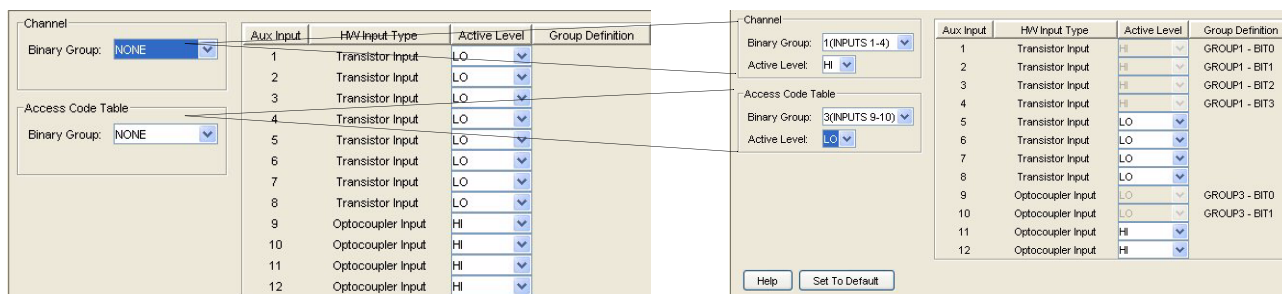 Channel
Binary Group: NONE
Access Code Table
Binary Group: NONE
Aux Input HW Input Type Active Level Group Definition
1 Transistor Input LO
2 Transistor Input LO
3 Transistor Input LO
4 Transistor Input LO
5 Transistor Input LO
6 Transistor Input LO
7 Transistor Input LO
8 Transistor Input LO
9 Optocoupler Input HI
10 Optocoupler Input HI
11 Optocoupler Input HI
12 Optocoupler Input HI
Channel
Binary Group: 1(INPUTS 1-4)
Active Level: HI
Access Code Table
Binary Group: 3(INPUTS 9-10)
Active Level: LO
Aux Input HW Input Type Active Level Group Definition
1 Transistor Input HI GROUP1 - BIT0
2 Transistor Input HI GROUP1 - BIT1
3 Transistor Input HI GROUP1 - BIT2
4 Transistor Input HI GROUP1 - BIT3
5 Transistor Input LO
6 Transistor Input LO
7 Transistor Input LO
8 Transistor Input LO
9 Optocoupler Input LO GROUP3 - BIT0
10 Optocoupler Input LO GROUP3 - BIT1
11 Optocoupler Input HI
12 Optocoupler Input HI
Help Set To Default